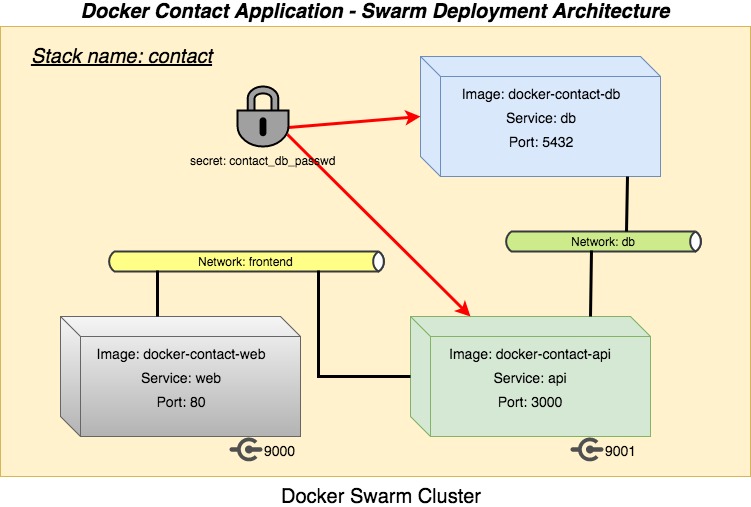 Docker Contact Application - Swarm Deployment Architecture
Stack name: contact
Image: docker-contact-db
Service: db
Port: 5432
secret: contact_db_passwd
Network: db
Network: frontend
Image: docker-contact-web
Service: web
Port: 80
Image: docker-contact-api
Service: api
Port: 3000
9000
9001
Docker Swarm Cluster